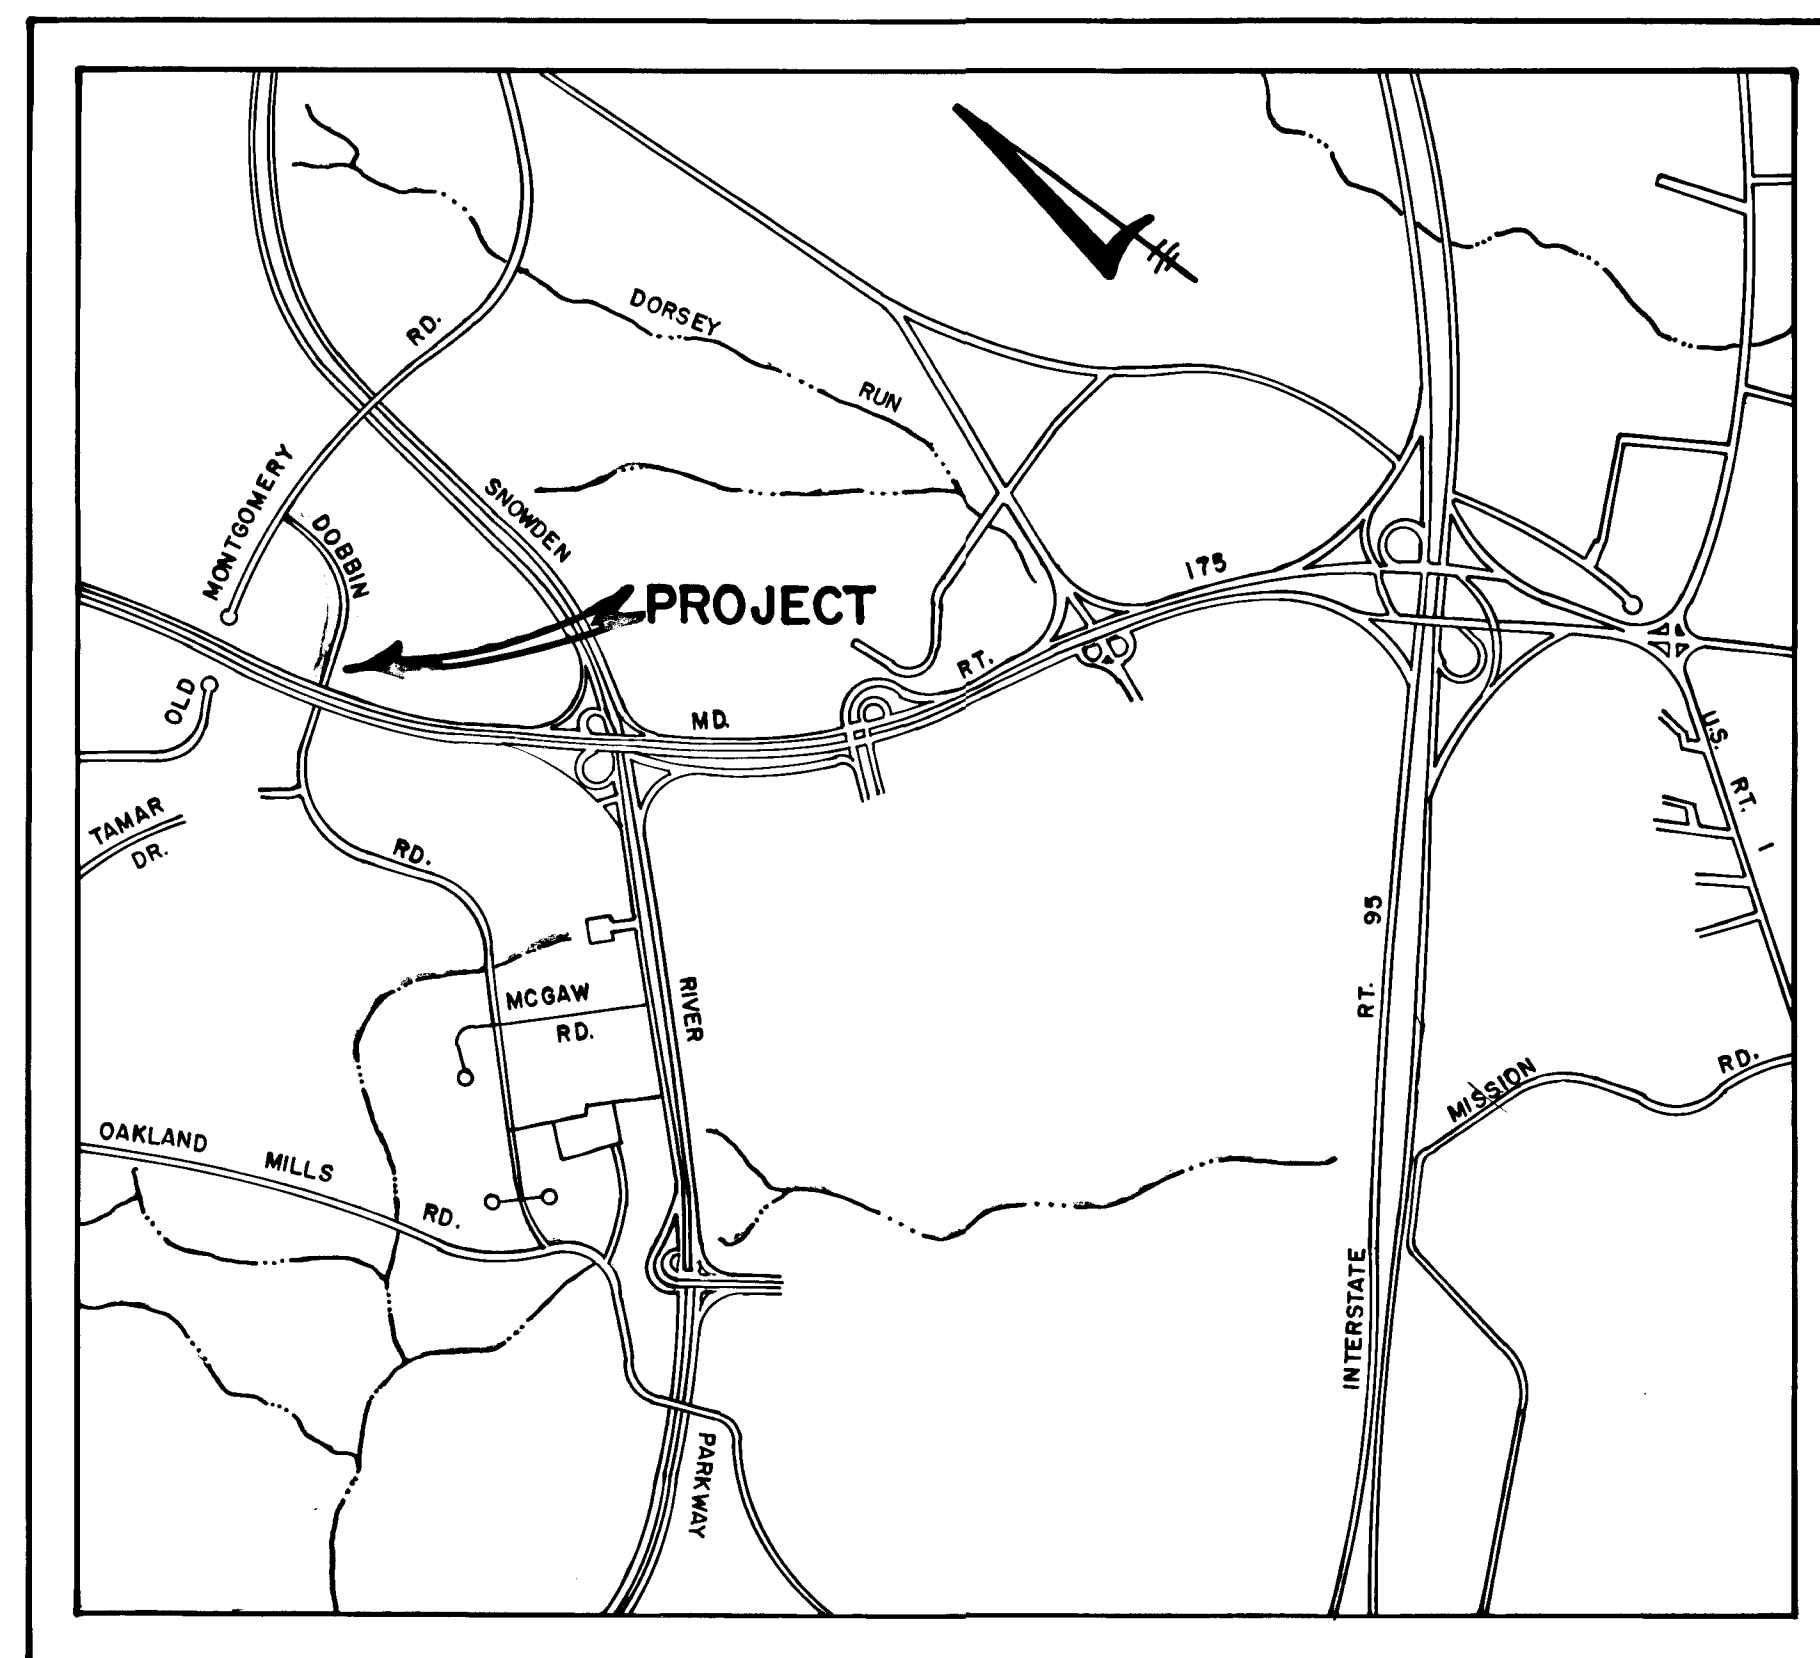 DORSEY
RUN
RD.
MONTGOMERY
DOBBIN
SNOWDEN
PROJECT
175
RT.
MD.
OLD
U.S.
RT.
1
TAMAR
DR.
RD.
95
RT.
INTERSTATE
MCGAW
RD.
RIVER
MISSION
RD.
OAKLAND
MILLS
RD.
PARKWAY